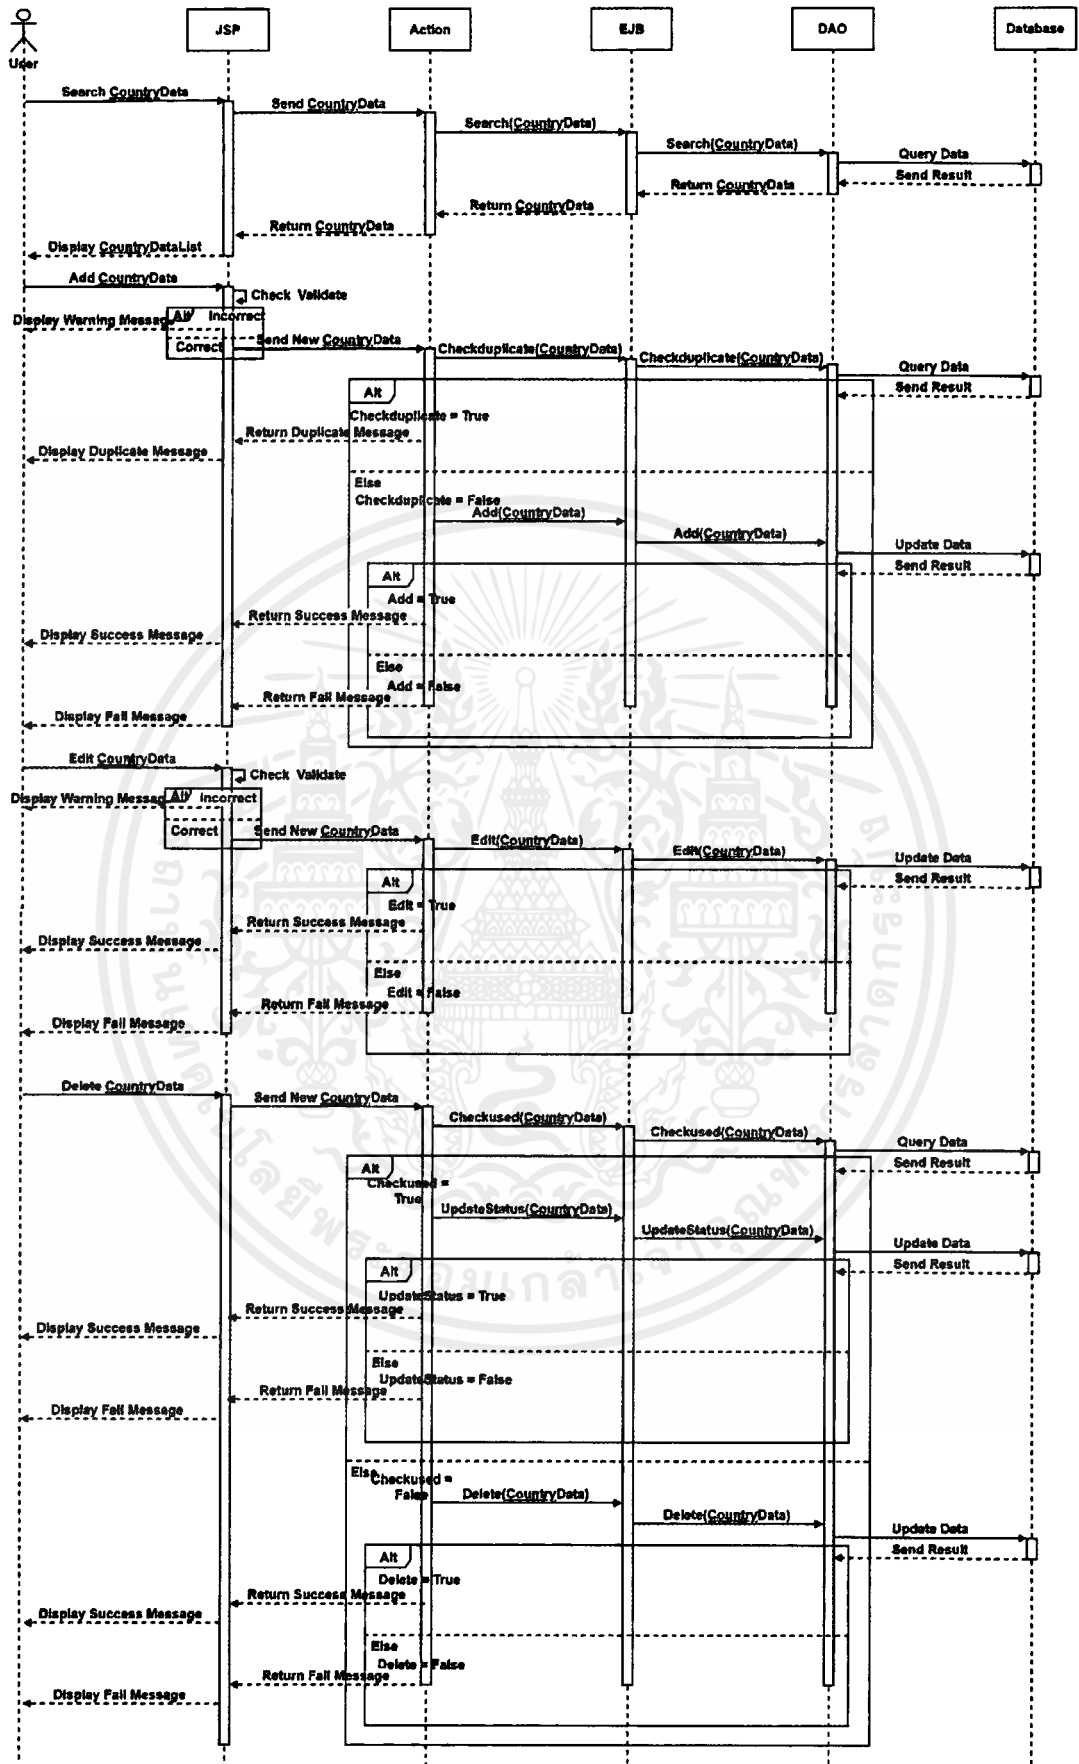 User
JSP
Action
EJB
DAO
Database
Search CountryData
Send CountryData
Search(CountryData)
Search(CountryData)
Query Data
Send Result
Return CountryData
Return CountryData
Return CountryData
Display CountryDataList
Add CountryData
Check Validate
Alt Incorrect
Display Warning Message
Correct
Send New CountryData
Checkduplicate(CountryData)
Checkduplicate(CountryData)
Query Data
Send Result
Alt
Checkduplicate = True
Return Duplicate Message
Display Duplicate Message
Else
Checkduplicate = False
Add(CountryData)
Add(CountryData)
Update Data
Send Result
Alt
Add = True
Return Success Message
Display Success Message
Else
Add = False
Return Fail Message
Display Fail Message
Edit CountryData
Check Validate
Alt Incorrect
Display Warning Message
Correct
Send New CountryData
Edit(CountryData)
Edit(CountryData)
Update Data
Send Result
Alt
Edit = True
Return Success Message
Display Success Message
Else
Edit = False
Return Fail Message
Display Fail Message
Delete CountryData
Send New CountryData
Checkused(CountryData)
Checkused(CountryData)
Query Data
Send Result
Alt
Checkused =
True
UpdateStatus(CountryData)
UpdateStatus(CountryData)
Update Data
Send Result
Alt
UpdateStatus = True
Return Success Message
Display Success Message
Else
UpdateStatus = False
Return Fail Message
Display Fail Message
Else
Checkused =
False
Delete(CountryData)
Delete(CountryData)
Update Data
Send Result
Alt
Delete = True
Return Success Message
Display Success Message
Else
Delete = False
Return Fail Message
Display Fail Message